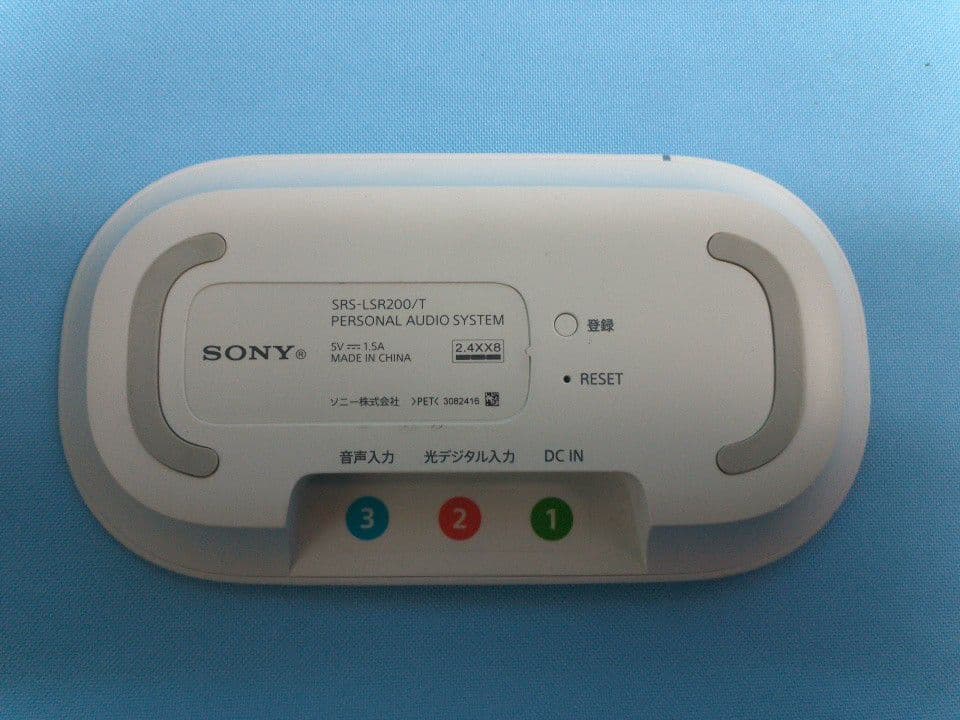 SRS-LSR200/T
PERSONAL AUDIO SYSTEM
SONY®
5V ⎓ 1.5A
MADE IN CHINA
2.4XX8
ソニー株式会社 >PET< 3082416
登録
RESET
音声入力 光デジタル入力 DC IN
3 2 1